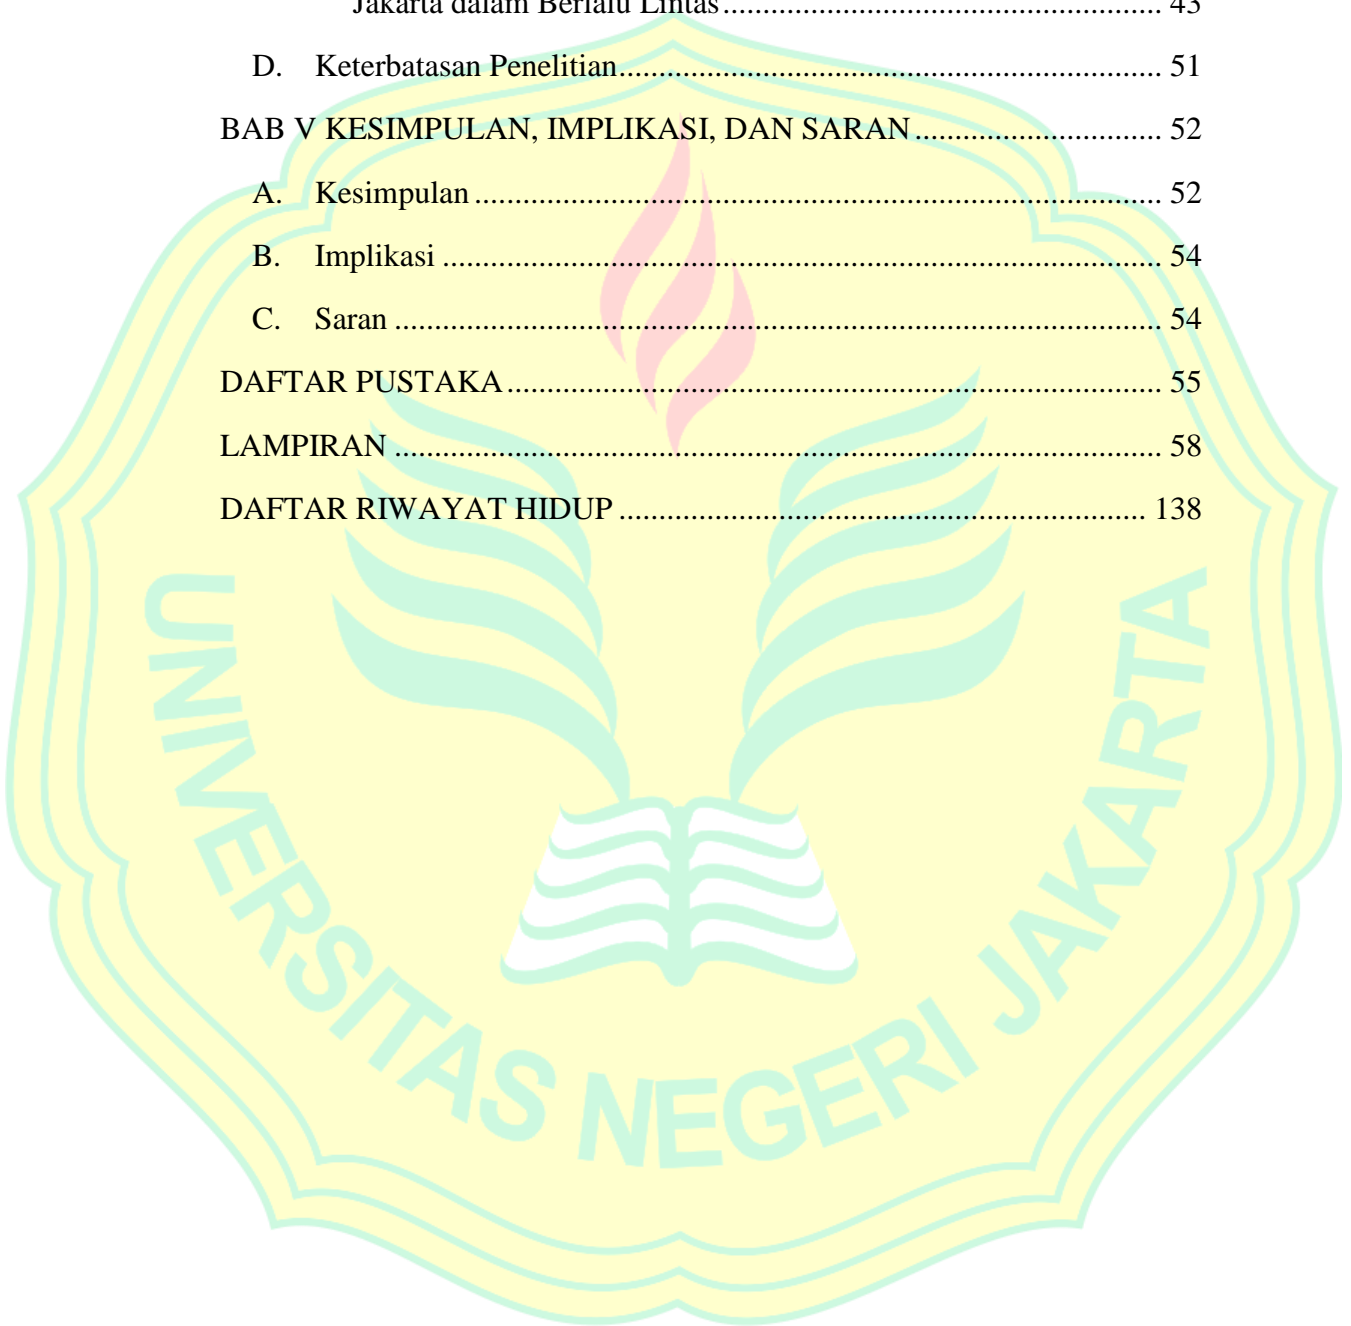 Jakarta dalam Berlalu Lintas............................................................ 43
D. Keterbatasan Penelitian..................................................................... 51
BAB V KESIMPULAN, IMPLIKASI, DAN SARAN................................ 52
A. Kesimpulan ...................................................................................... 52
B. Implikasi .......................................................................................... 54
C. Saran ................................................................................................ 54
DAFTAR PUSTAKA.................................................................................. 55
LAMPIRAN ................................................................................................ 58
DAFTAR RIWAYAT HIDUP .................................................................. 138
UNIVERSITAS NEGERI JAKARTA